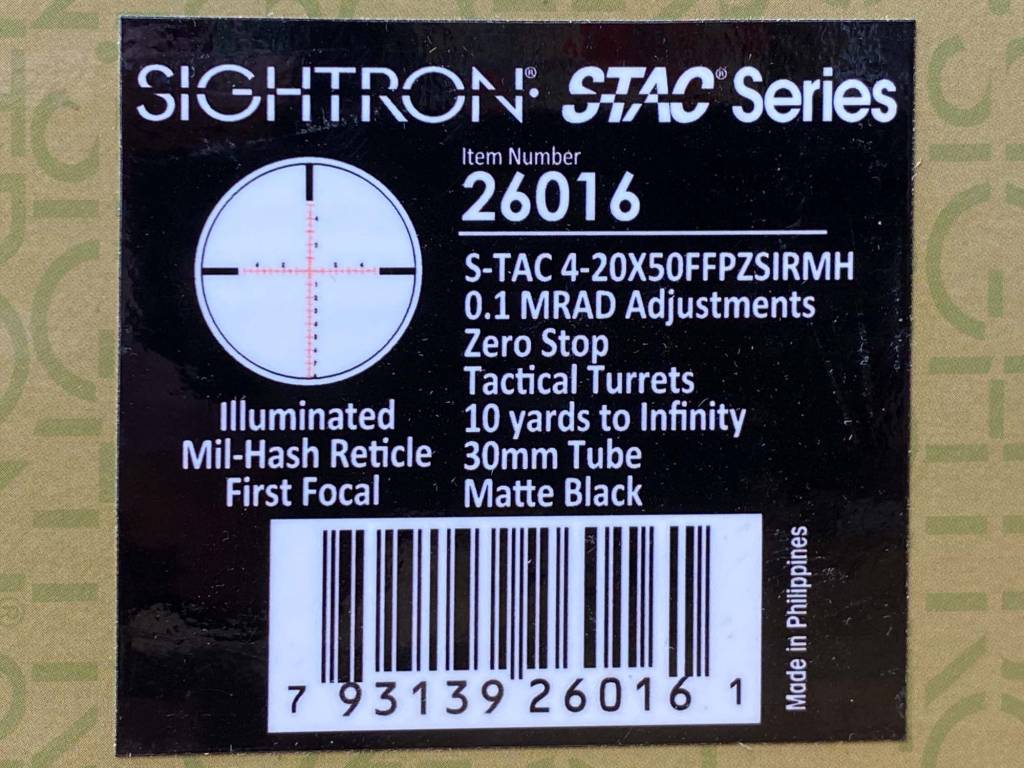 SIGHTRON® S-TAC® Series
Item Number
26016
S-TAC 4-20X50FFPZSIRMH
0.1 MRAD Adjustments
Zero Stop
Tactical Turrets
10 yards to Infinity
30mm Tube
Matte Black
Illuminated
Mil-Hash Reticle
First Focal
7 93139 26016 1
Made in Philippines